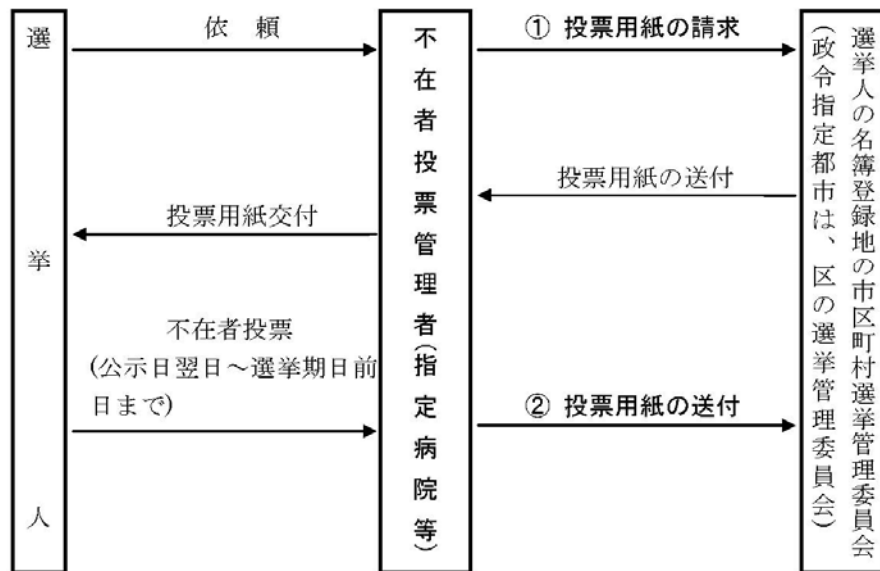 選挙人
依頼
投票用紙交付
不在者投票
(公示日翌日～選挙期日前
日まで)
不在者投票管理者(指定病院等)
① 投票用紙の請求
投票用紙の送付
② 投票用紙の送付
選挙人の名簿登録地の市区町村選挙管理委員会
(政令指定都市は、区の選挙管理委員会)